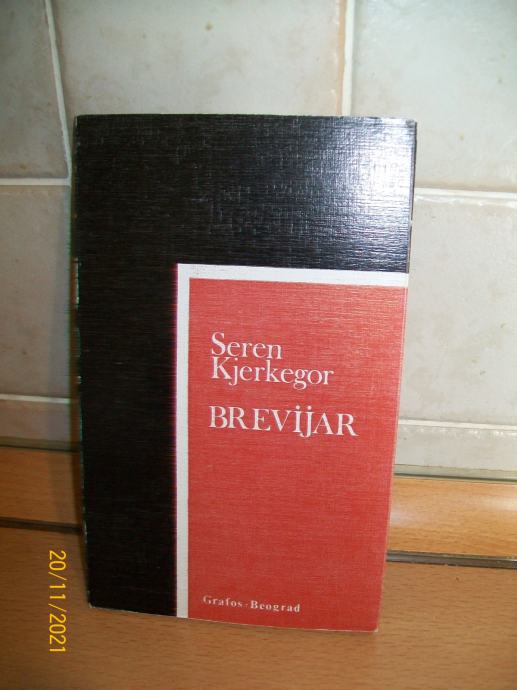 Seren
Kjerkegor
BREVIJAR
Grafos - Beograd
20/11/2021